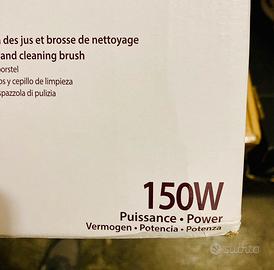 des jus et brosse de nettoyage
and cleaning brush
orstel
os y cepillo de limpieza
spazzola di pulizia
150W
Puissance • Power
Vermogen • Potencia • Potenza
subito